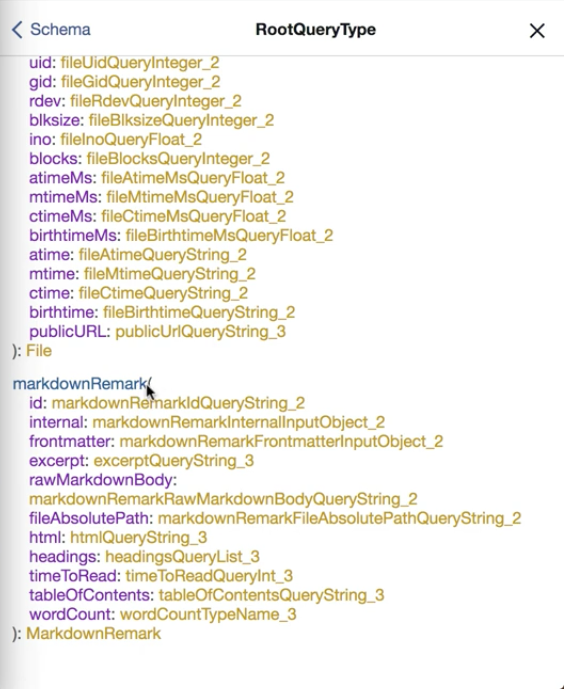 Schema
RootQueryType
uid: fileUidQueryInteger_2
gid: fileGidQueryInteger_2
rdev: fileRdevQueryInteger_2
blksize: fileBlksizeQueryInteger_2
ino: fileInoQueryFloat_2
blocks: fileBlocksQueryInteger_2
atimeMs: fileAtimeMsQueryFloat_2
mtimeMs: fileMtimeMsQueryFloat_2
ctimeMs: fileCtimeMsQueryFloat_2
birthtimeMs: fileBirthtimeMsQueryFloat_2
atime: fileAtimeQueryString_2
mtime: fileMtimeQueryString_2
ctime: fileCtimeQueryString_2
birthtime: fileBirthtimeQueryString_2
publicURL: publicUrlQueryString_3
): File
markdownRemark(
id: markdownRemarkIdQueryString_2
internal: markdownRemarkInternalInputObject_2
frontmatter: markdownRemarkFrontmatterInputObject_2
excerpt: excerptQueryString_3
rawMarkdownBody:
markdownRemarkRawMarkdownBodyQueryString_2
fileAbsolutePath: markdownRemarkFileAbsolutePathQueryString_2
html: htmlQueryString_3
headings: headingsQueryList_3
timeToRead: timeToReadQueryInt_3
tableOfContents: tableOfContentsQueryString_3
wordCount: wordCountTypeName_3
): MarkdownRemark